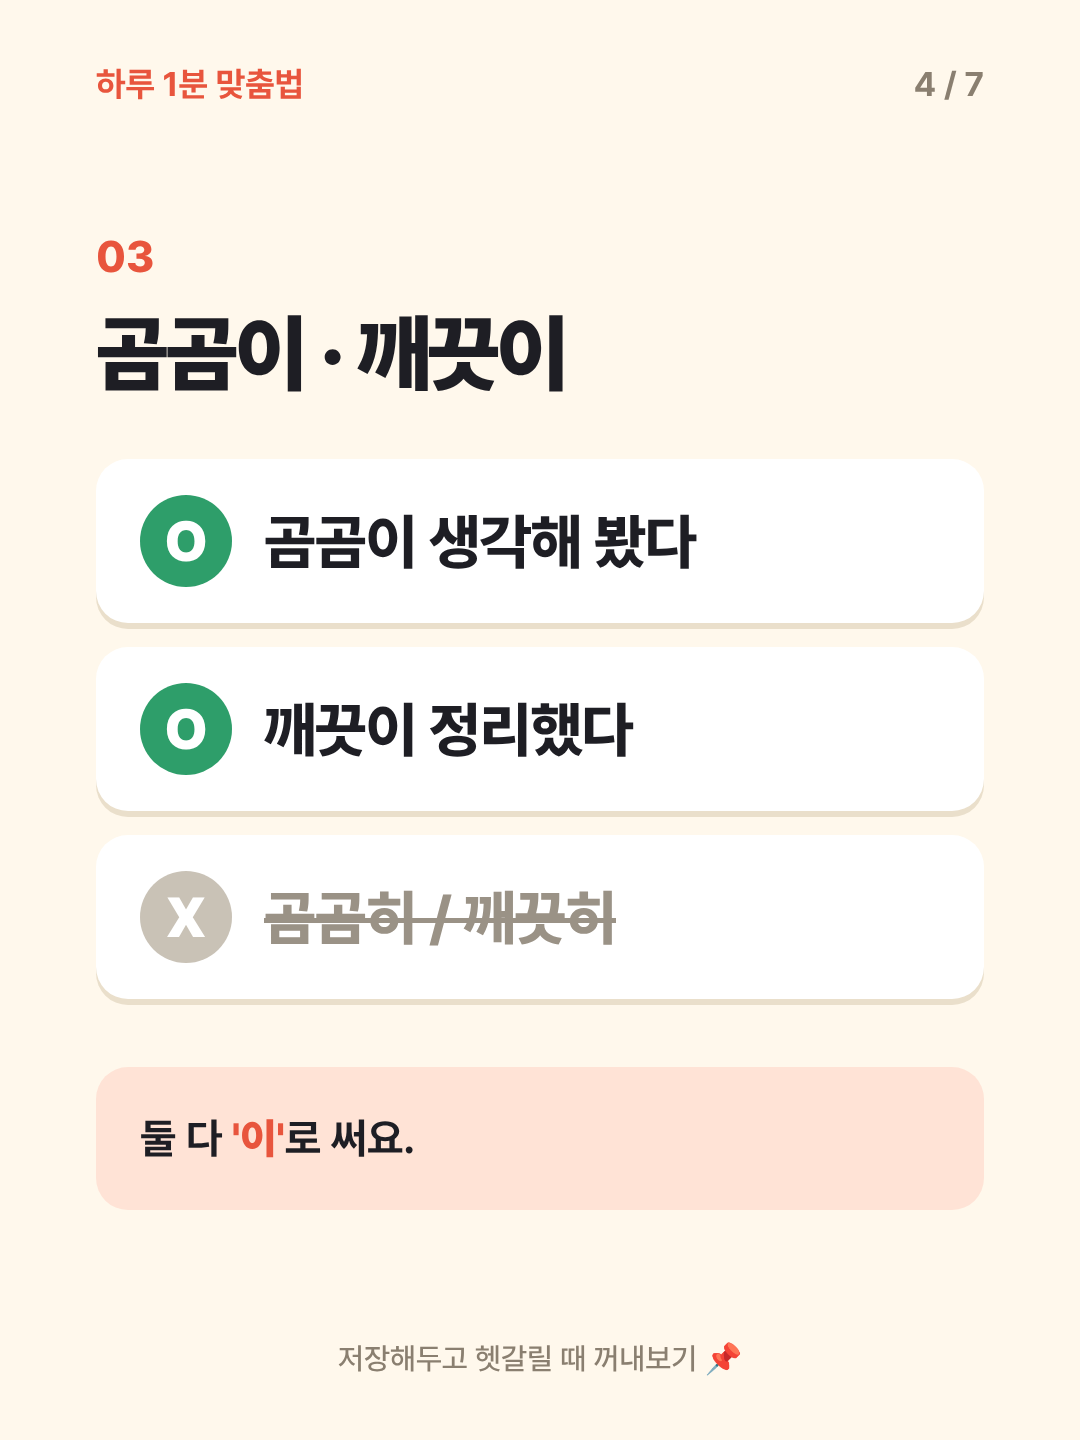 하루 1분 맞춤법
4 / 7
03
곰곰이 · 깨끗이
O 곰곰이 생각해 봤다
O 깨끗이 정리했다
X 곰곰히 / 깨끗히
둘 다 '이'로 써요.
저장해두고 헷갈릴 때 꺼내보기 📌